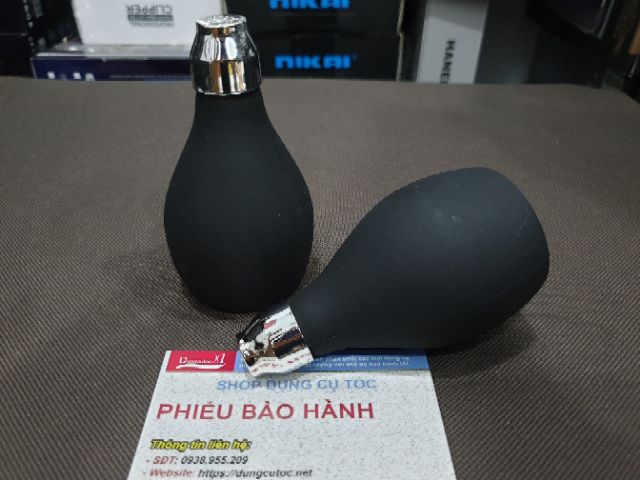 CLIPPER
NIKAI
NIKAI
Dungcutoc
SHOP DỤNG CỤ TÓC
PHIẾU BẢO HÀNH
Thông tin liên hệ:
- SĐT: 0938.955.209
- Website: https://dungcutoc.net